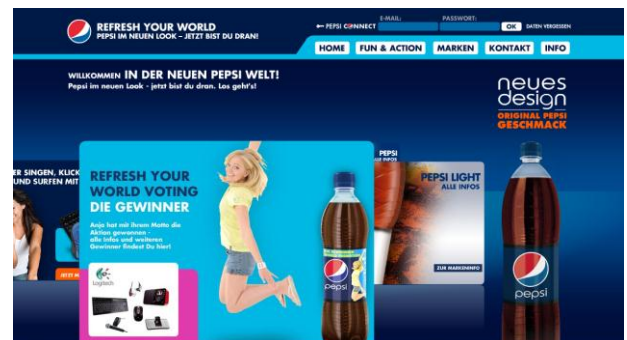 REFRESH YOUR WORLD
PEPSI IM NEUEN LOOK – JETZT BIST DU DRAN!
PEPSI CONNECT
E-MAIL:
PASSWORT:
OK
DATEN VERGESSEN
HOME
FUN & ACTION
MARKEN
KONTAKT
INFO
WILLKOMMEN IN DER NEUEN PEPSI WELT!
Pepsi im neuen Look - jetzt bist du dran. Los geht's!
neues
design
ORIGINAL PEPSI
GESCHMACK
ER SINGEN, KLICK
UND SURFEN MIT
REFRESH YOUR
WORLD VOTING
DIE GEWINNER
Anja hat mit ihrem Motto die
Aktion gewonnen -
alle Infos und weiteren
Gewinner findest Du hier!
Logitech
pepsi
PEPSI
ALLE INFOS
PEPSI LIGHT
ALLE INFOS
ZUR MARKENINFO
pepsi